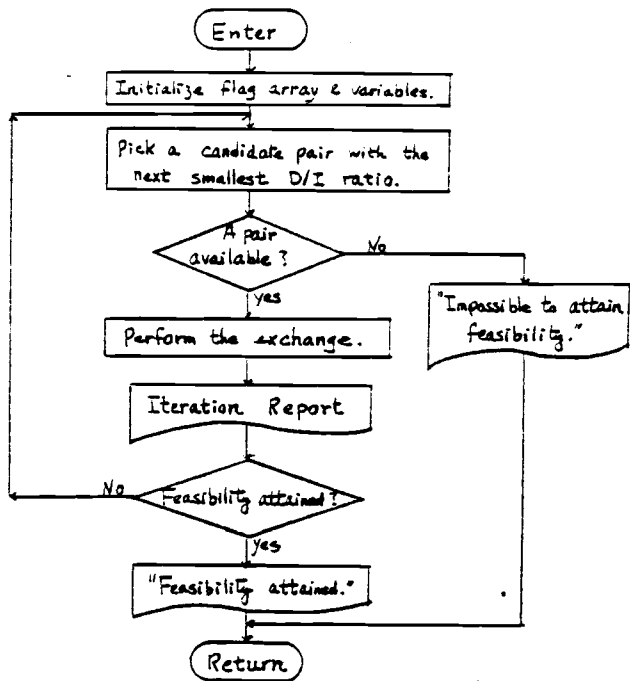 Enter
Initialize flag array & variables.
Pick a candidate pair with the
next smallest D/I ratio.
A pair
available?
No
yes
"Impossible to attain
feasibility."
Perform the exchange.
Iteration Report
No
Feasibility attained?
yes
"Feasibility attained."
Return